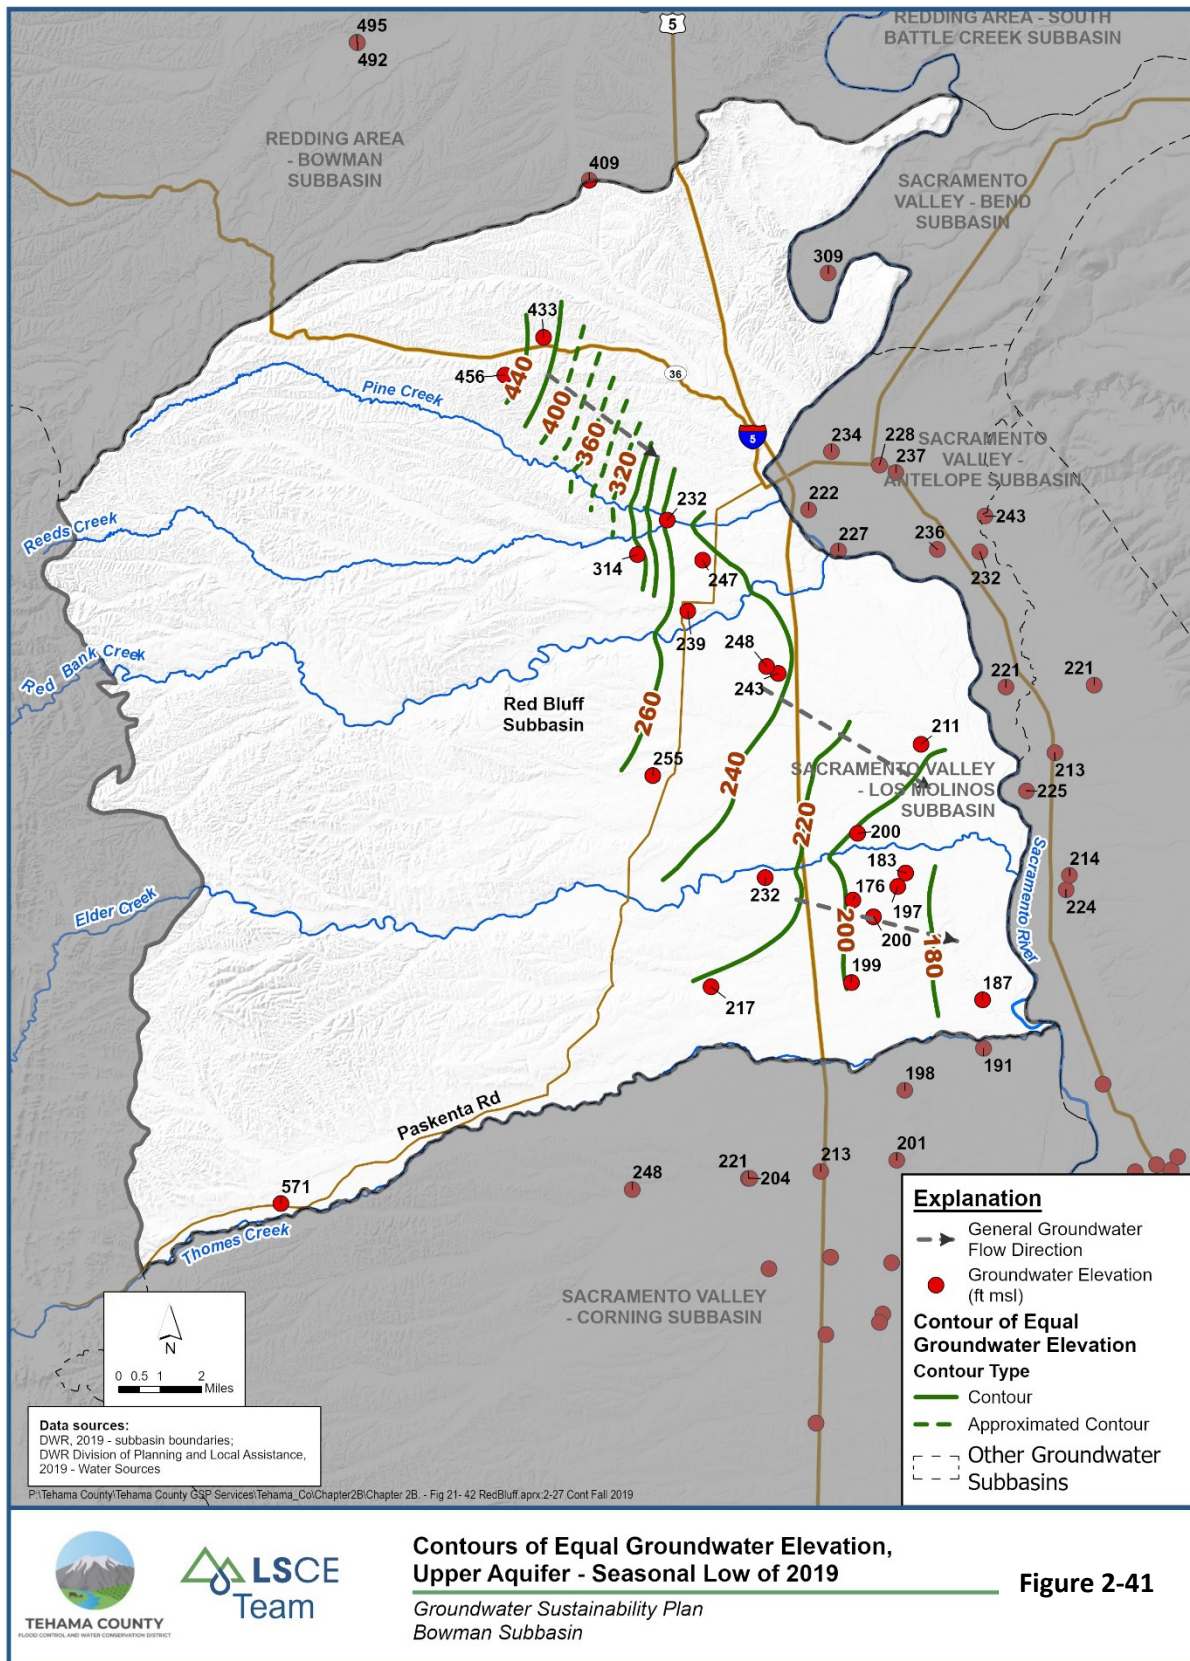 5
REDDING AREA - SOUTH
BATTLE CREEK SUBBASIN
495
492
REDDING AREA
- BOWMAN
SUBBASIN
409
SACRAMENTO
VALLEY - BEND
SUBBASIN
309
433
36
456
440
Pine Creek
400
360
320
5
234
228
237
SACRAMENTO
VALLEY -
ANTELOPE SUBBASIN
222
232
243
Reeds Creek
227
236
232
314
247
239
248
243
Red Bank Creek
221
221
Red Bluff
Subbasin
260
211
255
240
213
SACRAMENTO VALLEY
- LOS MOLINOS
SUBBASIN
225
220
200
183
214
232
176
197
224
Elder Creek
200
200
180
Sacramento River
199
217
187
191
198
Paskenta Rd
201
571
248
221
204
213
Thomes Creek
SACRAMENTO VALLEY
- CORNING SUBBASIN
N
0 0.5 1 2
Miles
Data sources:
DWR, 2019 - subbasin boundaries;
DWR Division of Planning and Local Assistance,
2019 - Water Sources
Explanation
General Groundwater
Flow Direction
Groundwater Elevation
(ft msl)
Contour of Equal
Groundwater Elevation
Contour Type
Contour
Approximated Contour
Other Groundwater
Subbasins
P:\Tehama County\Tehama County GSP Services\Tehama_Co\Chapter2B\Chapter 2B. - Fig 21- 42 RedBluff.aprx:2-27 Cont Fall 2019
TEHAMA COUNTY
FLOOD CONTROL AND WATER CONSERVATION DISTRICT
LSCE
Team
Contours of Equal Groundwater Elevation,
Upper Aquifer - Seasonal Low of 2019
Groundwater Sustainability Plan
Bowman Subbasin
Figure 2-41